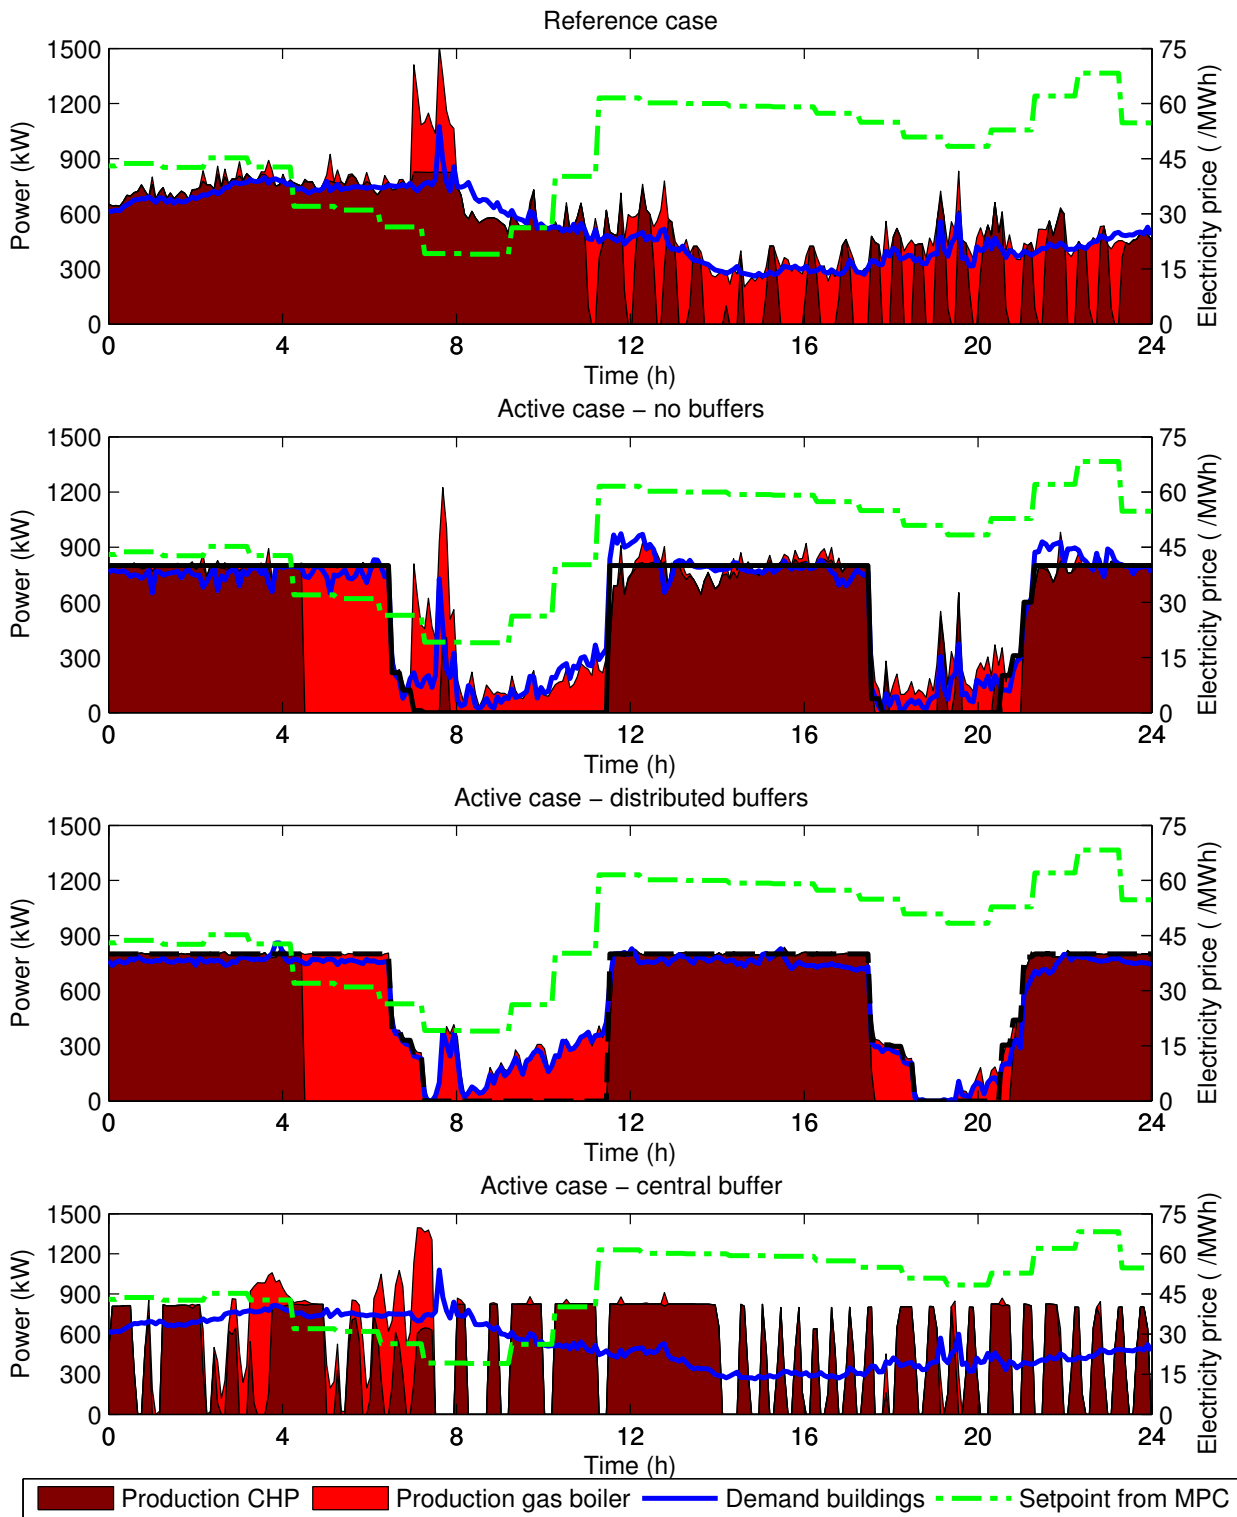 Reference case
1500
1200
900
600
300
0
75
60
45
30
15
0
0 4 8 12 16 20 24
Power (kW)
Electricity price ( /MWh)
Time (h)
Active case − no buffers
1500
1200
900
600
300
0
75
60
45
30
15
0
0 4 8 12 16 20 24
Power (kW)
Electricity price ( /MWh)
Time (h)
Active case − distributed buffers
1500
1200
900
600
300
0
75
60
45
30
15
0
0 4 8 12 16 20 24
Power (kW)
Electricity price ( /MWh)
Time (h)
Active case − central buffer
1500
1200
900
600
300
0
75
60
45
30
15
0
0 4 8 12 16 20 24
Power (kW)
Electricity price ( /MWh)
Time (h)
Production CHP Production gas boiler Demand buildings Setpoint from MPC